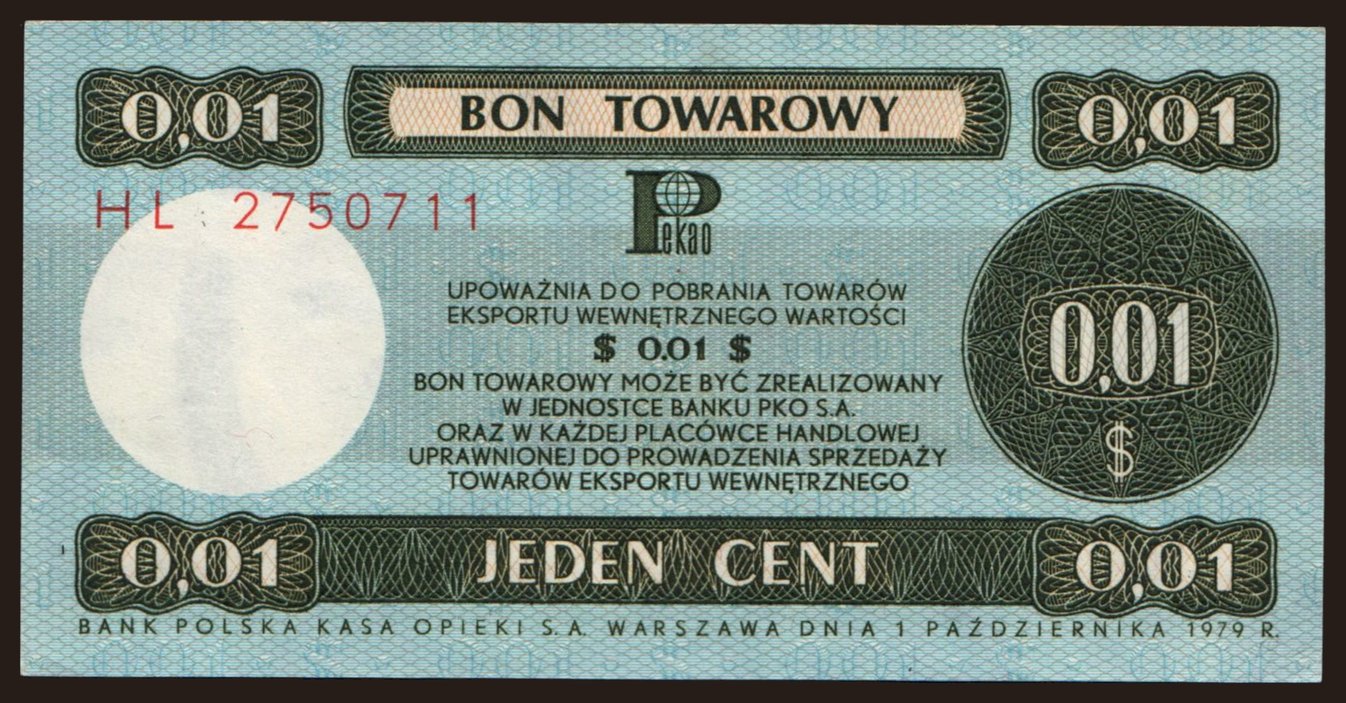 0,01 BON TOWAROWY 0,01
HL 2750711
Pekao
UPOWAŻNIA DO POBRANIA TOWARÓW
EKSPORTU WEWNĘTRZNEGO WARTOŚCI
$ 0.01 $
BON TOWAROWY MOŻE BYĆ ZREALIZOWANY
W JEDNOSTCE BANKU PKO S.A.
ORAZ W KAŻDEJ PLACÓWCE HANDLOWEJ
UPRAWNIONEJ DO PROWADZENIA SPRZEDAŻY
TOWARÓW EKSPORTU WEWNĘTRZNEGO
0,01
$
0,01 JEDEN CENT 0,01
BANK POLSKA KASA OPIEKI S.A. WARSZAWA DNIA 1 PAŹDZIERNIKA 1979 R.